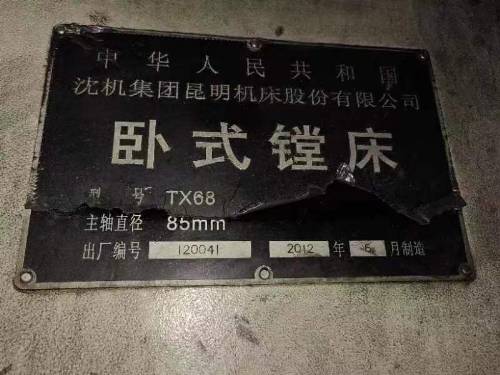 中华人民共和国
沈机集团昆明机床股份有限公司
卧式镗床
型号 TX68
主轴直径 85mm
出厂编号 120041 2012 年 6 月制造